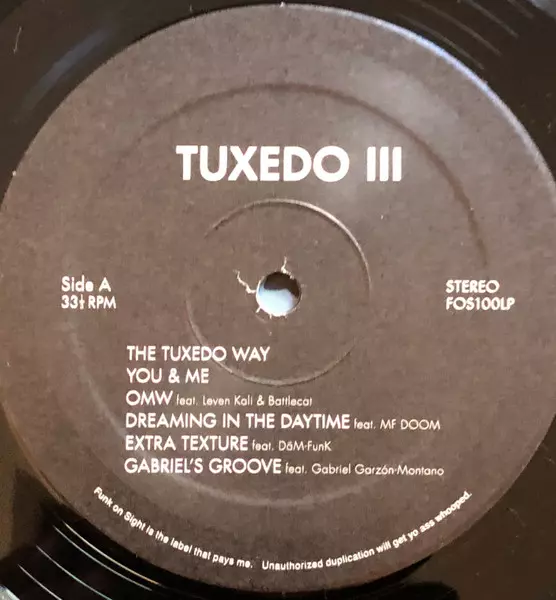 TUXEDO III
Side A
33⅓ RPM
STEREO
FOS100LP
THE TUXEDO WAY
YOU & ME
OMW feat. Leven Kali & Battlecat
DREAMING IN THE DAYTIME feat. MF DOOM
EXTRA TEXTURE feat. DāM-FunK
GABRIEL'S GROOVE feat. Gabriel Garzón-Montano
Funk on Sight is the label that pays me. Unauthorized duplication will get yo ass whooped.